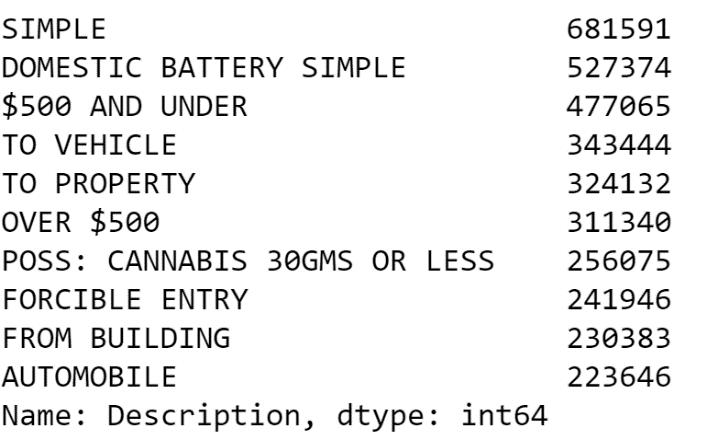 SIMPLE 681591
DOMESTIC BATTERY SIMPLE 527374
$500 AND UNDER 477065
TO VEHICLE 343444
TO PROPERTY 324132
OVER $500 311340
POSS: CANNABIS 30GMS OR LESS 256075
FORCIBLE ENTRY 241946
FROM BUILDING 230383
AUTOMOBILE 223646
Name: Description, dtype: int64